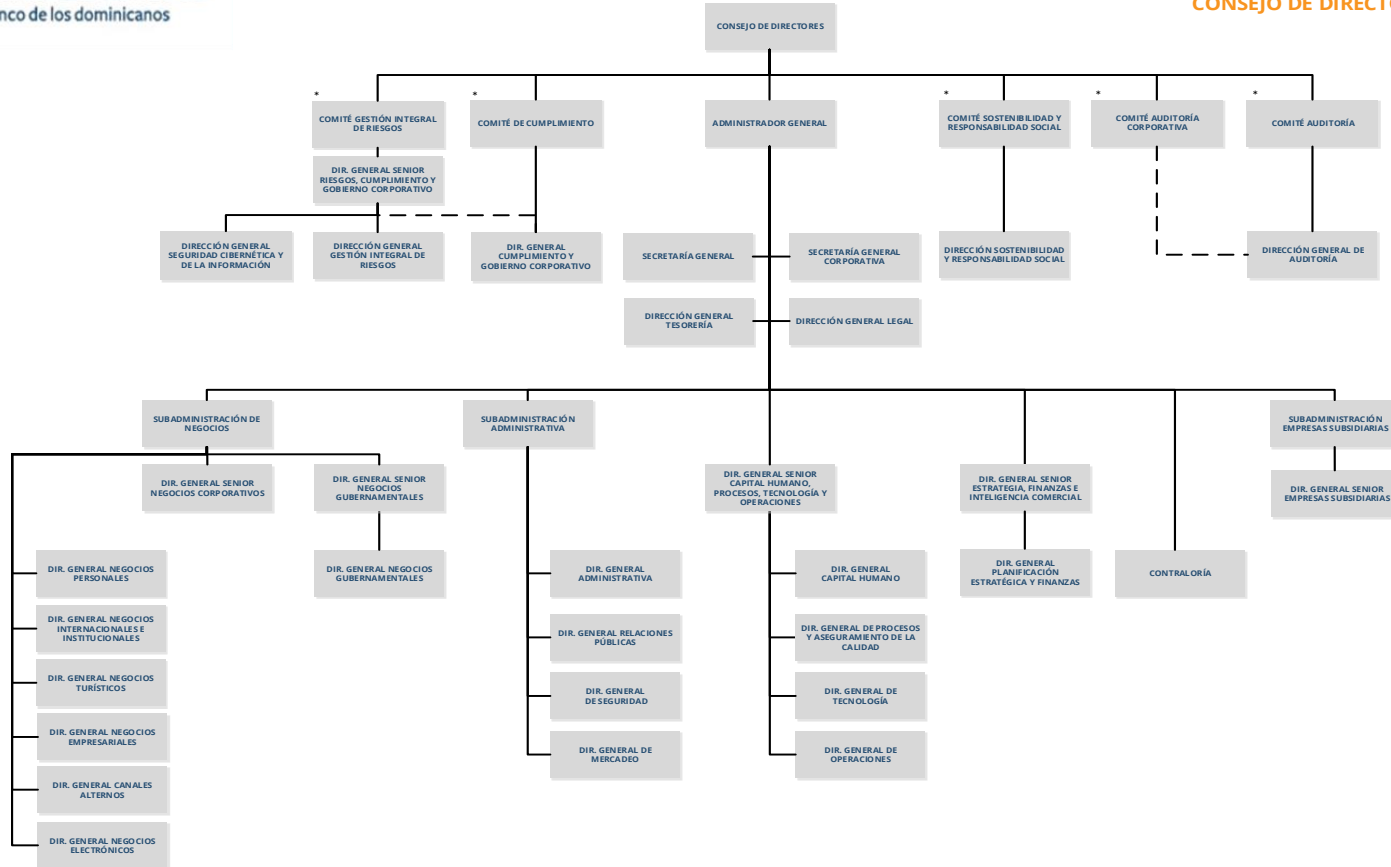 nco de los dominicanos
CONSEJO DE DIRECTO
CONSEJO DE DIRECTORES
*
COMITÉ GESTIÓN INTEGRAL
DE RIESGOS
*
COMITÉ DE CUMPLIMIENTO
ADMINISTRADOR GENERAL
*
COMITÉ SOSTENIBILIDAD Y
RESPONSABILIDAD SOCIAL
*
COMITÉ AUDITORÍA
CORPORATIVA
*
COMITÉ AUDITORÍA
DIR. GENERAL SENIOR
RIESGOS, CUMPLIMIENTO Y
GOBIERNO CORPORATIVO
DIRECCIÓN GENERAL
SEGURIDAD CIBERNÉTICA Y
DE LA INFORMACIÓN
DIRECCIÓN GENERAL
GESTIÓN INTEGRAL DE
RIESGOS
DIR. GENERAL
CUMPLIMIENTO Y
GOBIERNO CORPORATIVO
SECRETARÍA GENERAL
SECRETARÍA GENERAL
CORPORATIVA
DIRECCIÓN SOSTENIBILIDAD
Y RESPONSABILIDAD SOCIAL
DIRECCIÓN GENERAL DE
AUDITORÍA
DIRECCIÓN GENERAL
TESORERÍA
DIRECCIÓN GENERAL LEGAL
SUBADMINISTRACIÓN DE
NEGOCIOS
SUBADMINISTRACIÓN
ADMINISTRATIVA
SUBADMINISTRACIÓN
EMPRESAS SUBSIDIARIAS
DIR. GENERAL SENIOR
NEGOCIOS CORPORATIVOS
DIR. GENERAL SENIOR
NEGOCIOS
GUBERNAMENTALES
DIR. GENERAL SENIOR
CAPITAL HUMANO,
PROCESOS, TECNOLOGÍA Y
OPERACIONES
DIR. GENERAL SENIOR
ESTRATEGIA, FINANZAS E
INTELIGENCIA COMERCIAL
DIR. GENERAL SENIOR
EMPRESAS SUBSIDIARIAS
DIR. GENERAL NEGOCIOS
PERSONALES
DIR. GENERAL NEGOCIOS
GUBERNAMENTALES
DIR. GENERAL
ADMINISTRATIVA
DIR. GENERAL
CAPITAL HUMANO
DIR. GENERAL
PLANIFICACIÓN
ESTRATÉGICA Y FINANZAS
CONTRALORÍA
DIR. GENERAL NEGOCIOS
INTERNACIONALES E
INSTITUCIONALES
DIR. GENERAL RELACIONES
PÚBLICAS
DIR. GENERAL DE PROCESOS
Y ASEGURAMIENTO DE LA
CALIDAD
DIR. GENERAL NEGOCIOS
TURÍSTICOS
DIR. GENERAL
DE SEGURIDAD
DIR. GENERAL DE
TECNOLOGÍA
DIR. GENERAL NEGOCIOS
EMPRESARIALES
DIR. GENERAL DE
MERCADEO
DIR. GENERAL DE
OPERACIONES
DIR. GENERAL CANALES
ALTERNOS
DIR. GENERAL NEGOCIOS
ELECTRÓNICOS